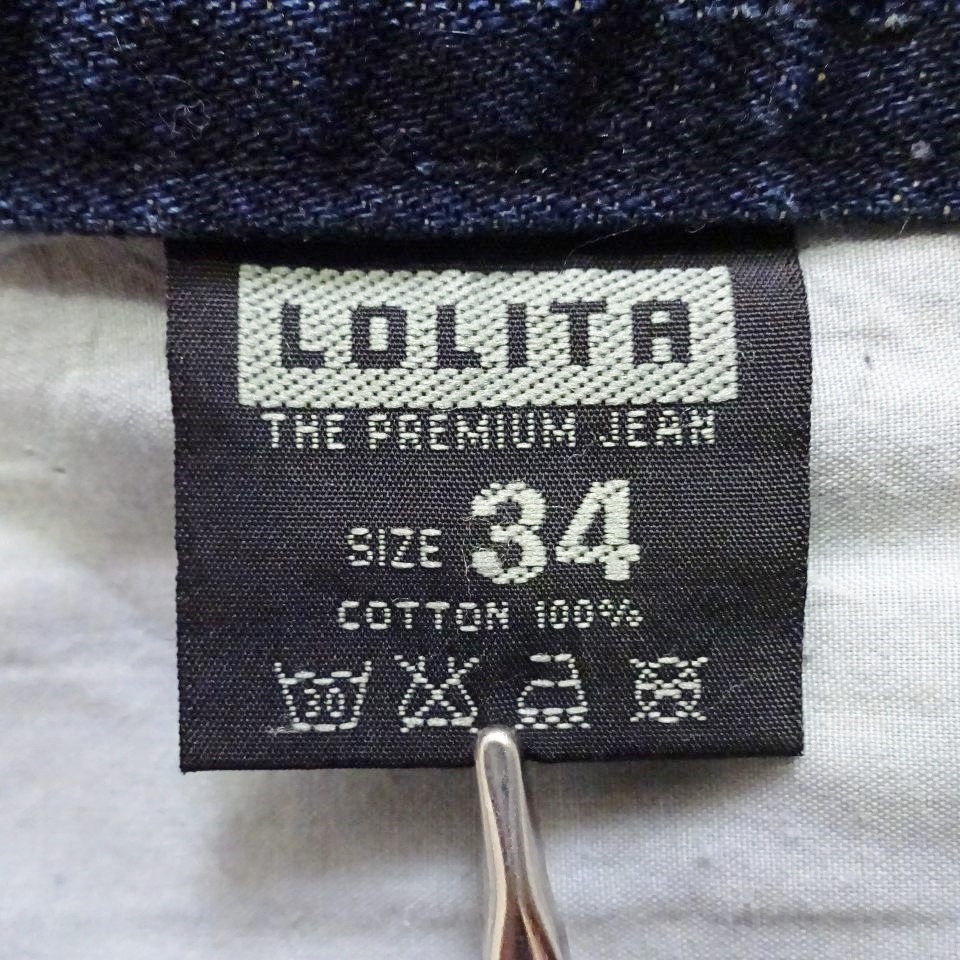 LOLITA
THE PREMIUM JEAN
SIZE 34
COTTON 100%
30